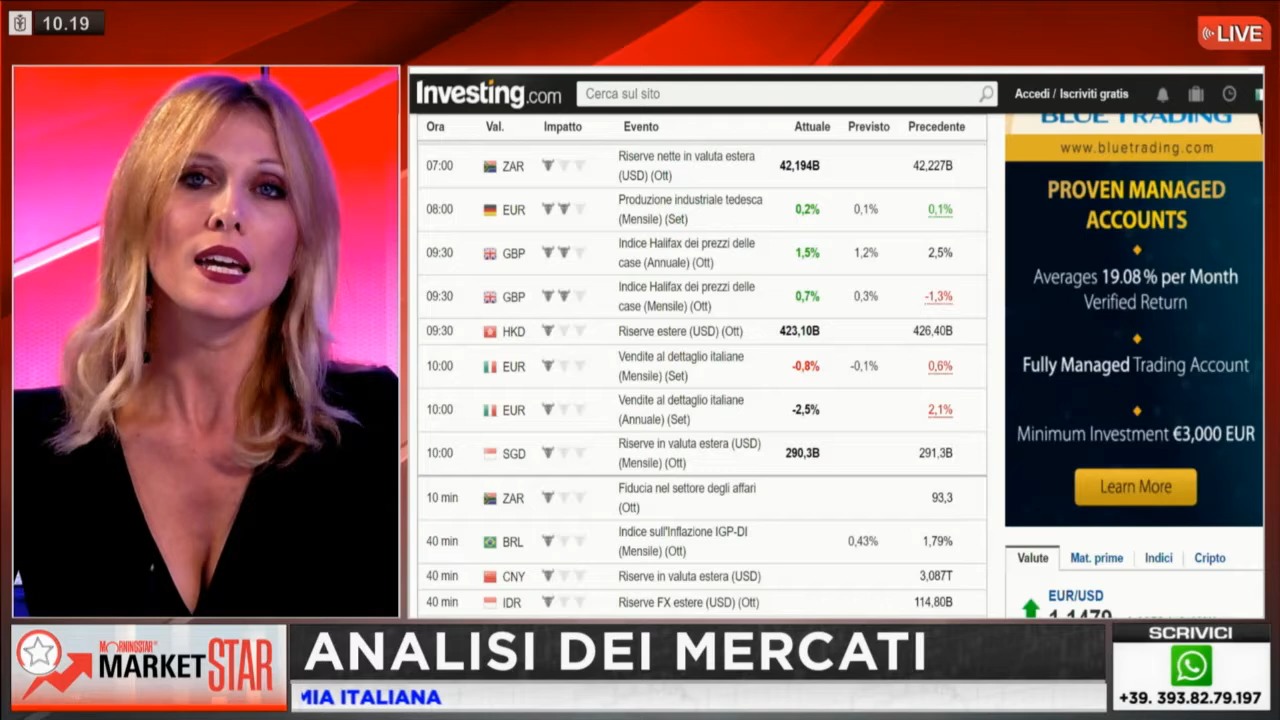 10.19
LIVE
Investing.com
Cerca sul sito
Accedi / Iscriviti gratis
Ora Val. Impatto Evento Attuale Previsto Precedente
07:00 ZAR Riserve nette in valuta estera (USD) (Ott) 42,194B 42,227B
08:00 EUR Produzione industriale tedesca (Mensile) (Set) 0,2% 0,1% 0,1%
09:30 GBP Indice Halifax dei prezzi delle case (Annuale) (Ott) 1,5% 1,2% 2,5%
09:30 GBP Indice Halifax dei prezzi delle case (Mensile) (Ott) 0,7% 0,3% -1,3%
09:30 HKD Riserve estere (USD) (Ott) 423,10B 426,40B
10:00 EUR Vendite al dettaglio italiane (Mensile) (Set) -0,8% -0,1% 0,6%
10:00 EUR Vendite al dettaglio italiane (Annuale) (Set) -2,5% 2,1%
10:00 SGD Riserve in valuta estera (USD) (Mensile) (Ott) 290,3B 291,3B
10 min ZAR Fiducia nel settore degli affari (Ott) 93,3
40 min BRL Indice sull'Inflazione IGP-DI (Mensile) (Ott) 0,43% 1,79%
40 min CNY Riserve in valuta estera (USD) 3,087T
40 min IDR Riserve FX estere (USD) (Ott) 114,80B
BLUE TRADING
www.bluetrading.com
PROVEN MANAGED
ACCOUNTS
Averages 19.08% per Month
Verified Return
Fully Managed Trading Account
Minimum Investment €3,000 EUR
Learn More
Valute Mat. prime Indici Cripto
EUR/USD
1,1479
MORNINGSTAR
MARKET STAR
ANALISI DEI MERCATI
MIA ITALIANA
SCRIVICI
+39. 393.82.79.197